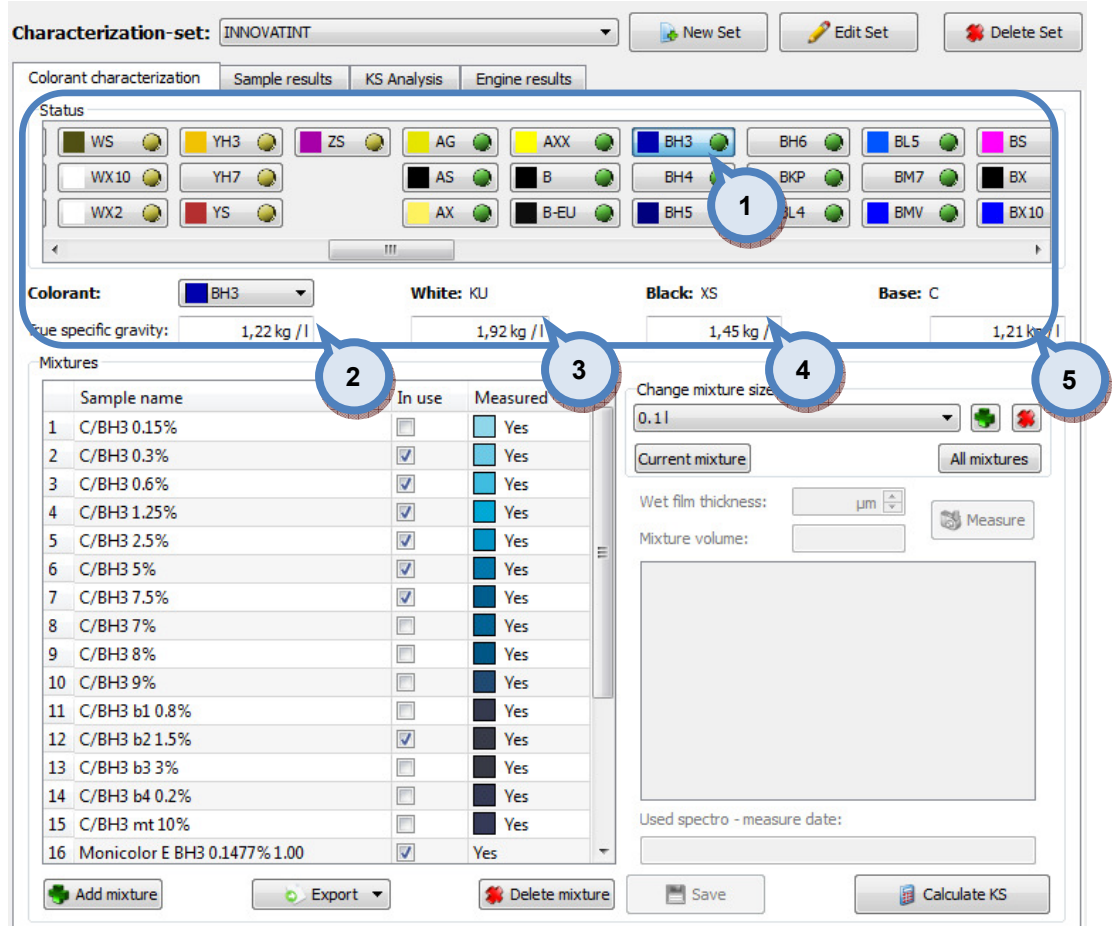 Characterization-set: INNOVATINT New Set Edit Set Delete Set
Colorant characterization Sample results KS Analysis Engine results
Status
WS YH3 ZS AG AXX BH3 BH6 BL5 BS
WX10 YH7 AS B BH4 BKP BM7 BX
WX2 YS AX B-EU BH5 BL4 BMV BX10
1
Colorant: BH3 White: KU Black: XS Base: C
True specific gravity: 1,22 kg / l 1,92 kg / l 1,45 kg / 1,21 kg / l
2 3 4 5
Mixtures
Sample name In use Measured
1 C/BH3 0.15% Yes
2 C/BH3 0.3% Yes
3 C/BH3 0.6% Yes
4 C/BH3 1.25% Yes
5 C/BH3 2.5% Yes
6 C/BH3 5% Yes
7 C/BH3 7.5% Yes
8 C/BH3 7% Yes
9 C/BH3 8% Yes
10 C/BH3 9% Yes
11 C/BH3 b1 0.8% Yes
12 C/BH3 b2 1.5% Yes
13 C/BH3 b3 3% Yes
14 C/BH3 b4 0.2% Yes
15 C/BH3 mt 10% Yes
16 Monicolor E BH3 0.1477% 1.00 Yes
Change mixture size
0.1l
Current mixture All mixtures
Wet film thickness: µm Measure
Mixture volume:
Used spectro - measure date:
Add mixture Export Delete mixture Save Calculate KS